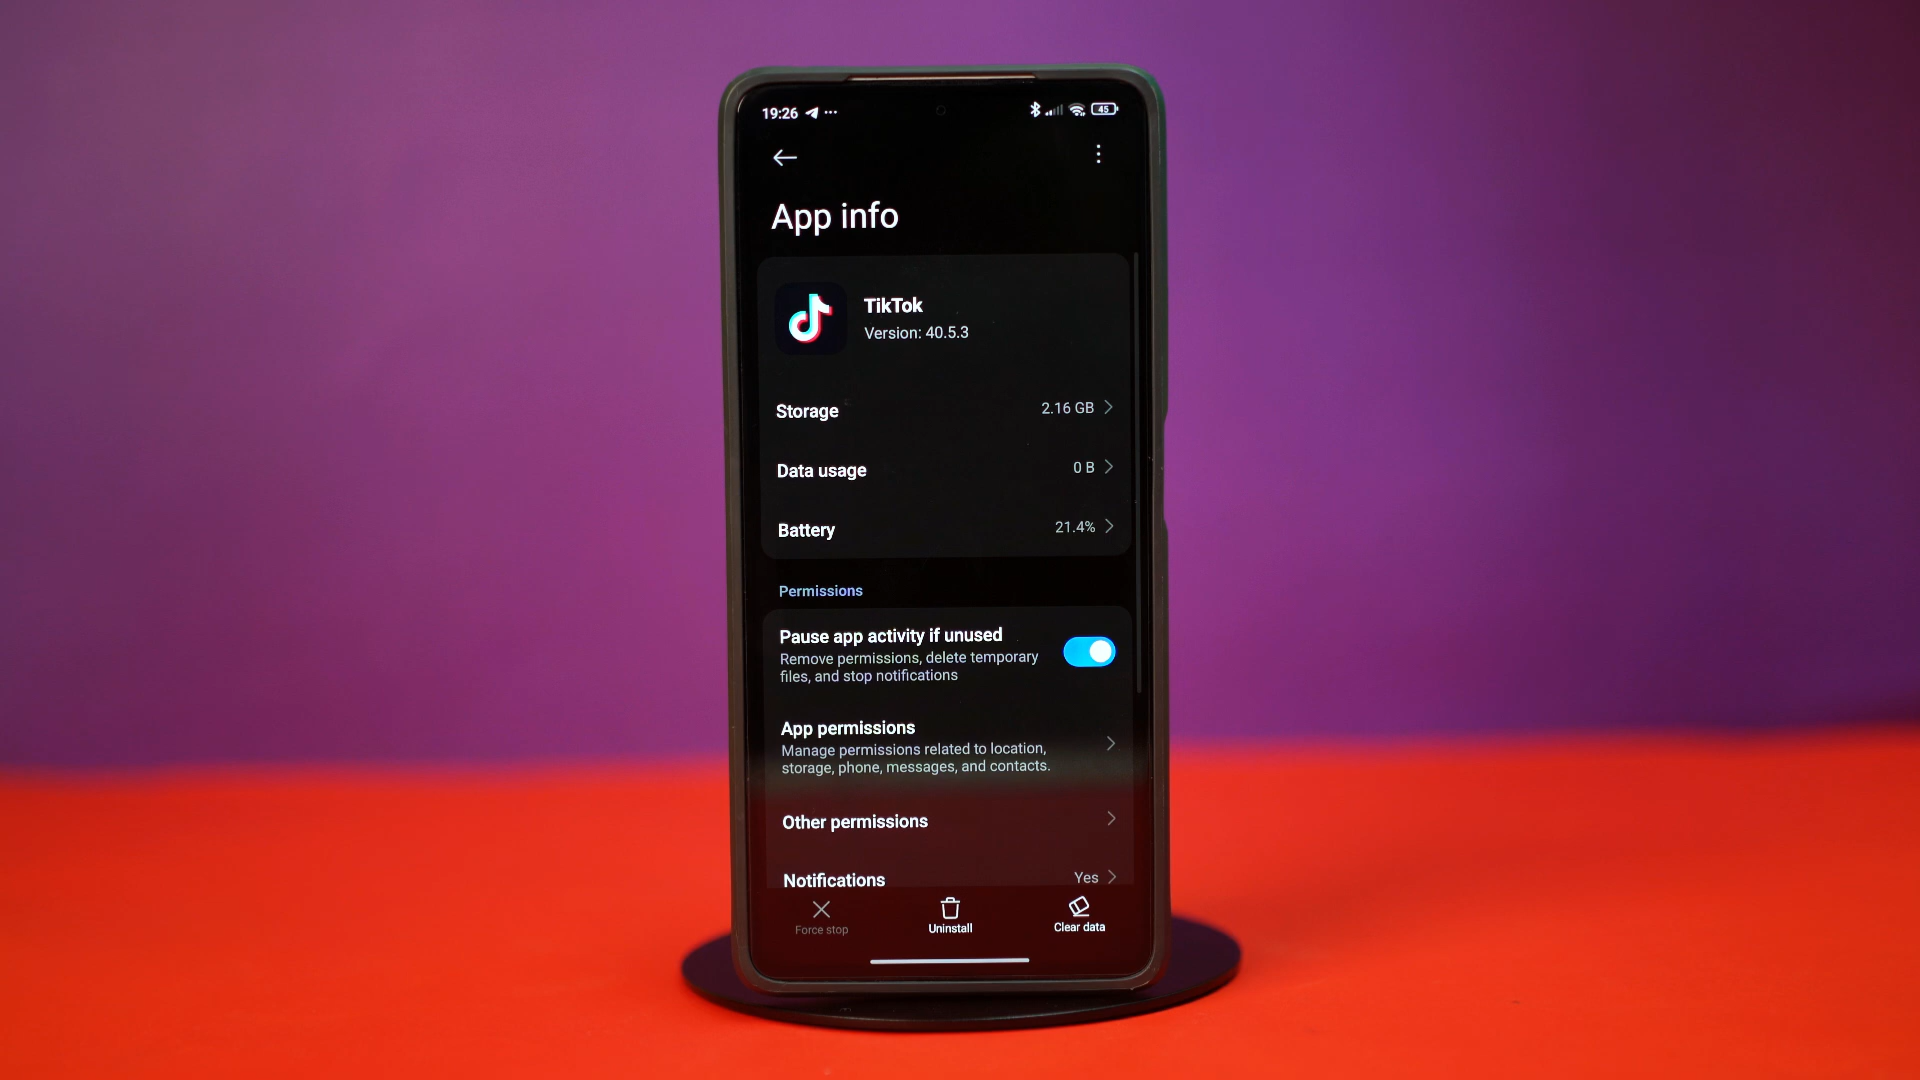 19:26
45
App info
TikTok
Version: 40.5.3
Storage 2.16 GB
Data usage 0 B
Battery 21.4%
Permissions
Pause app activity if unused
Remove permissions, delete temporary
files, and stop notifications
App permissions
Manage permissions related to location,
storage, phone, messages, and contacts.
Other permissions
Notifications Yes
Force stop Uninstall Clear data